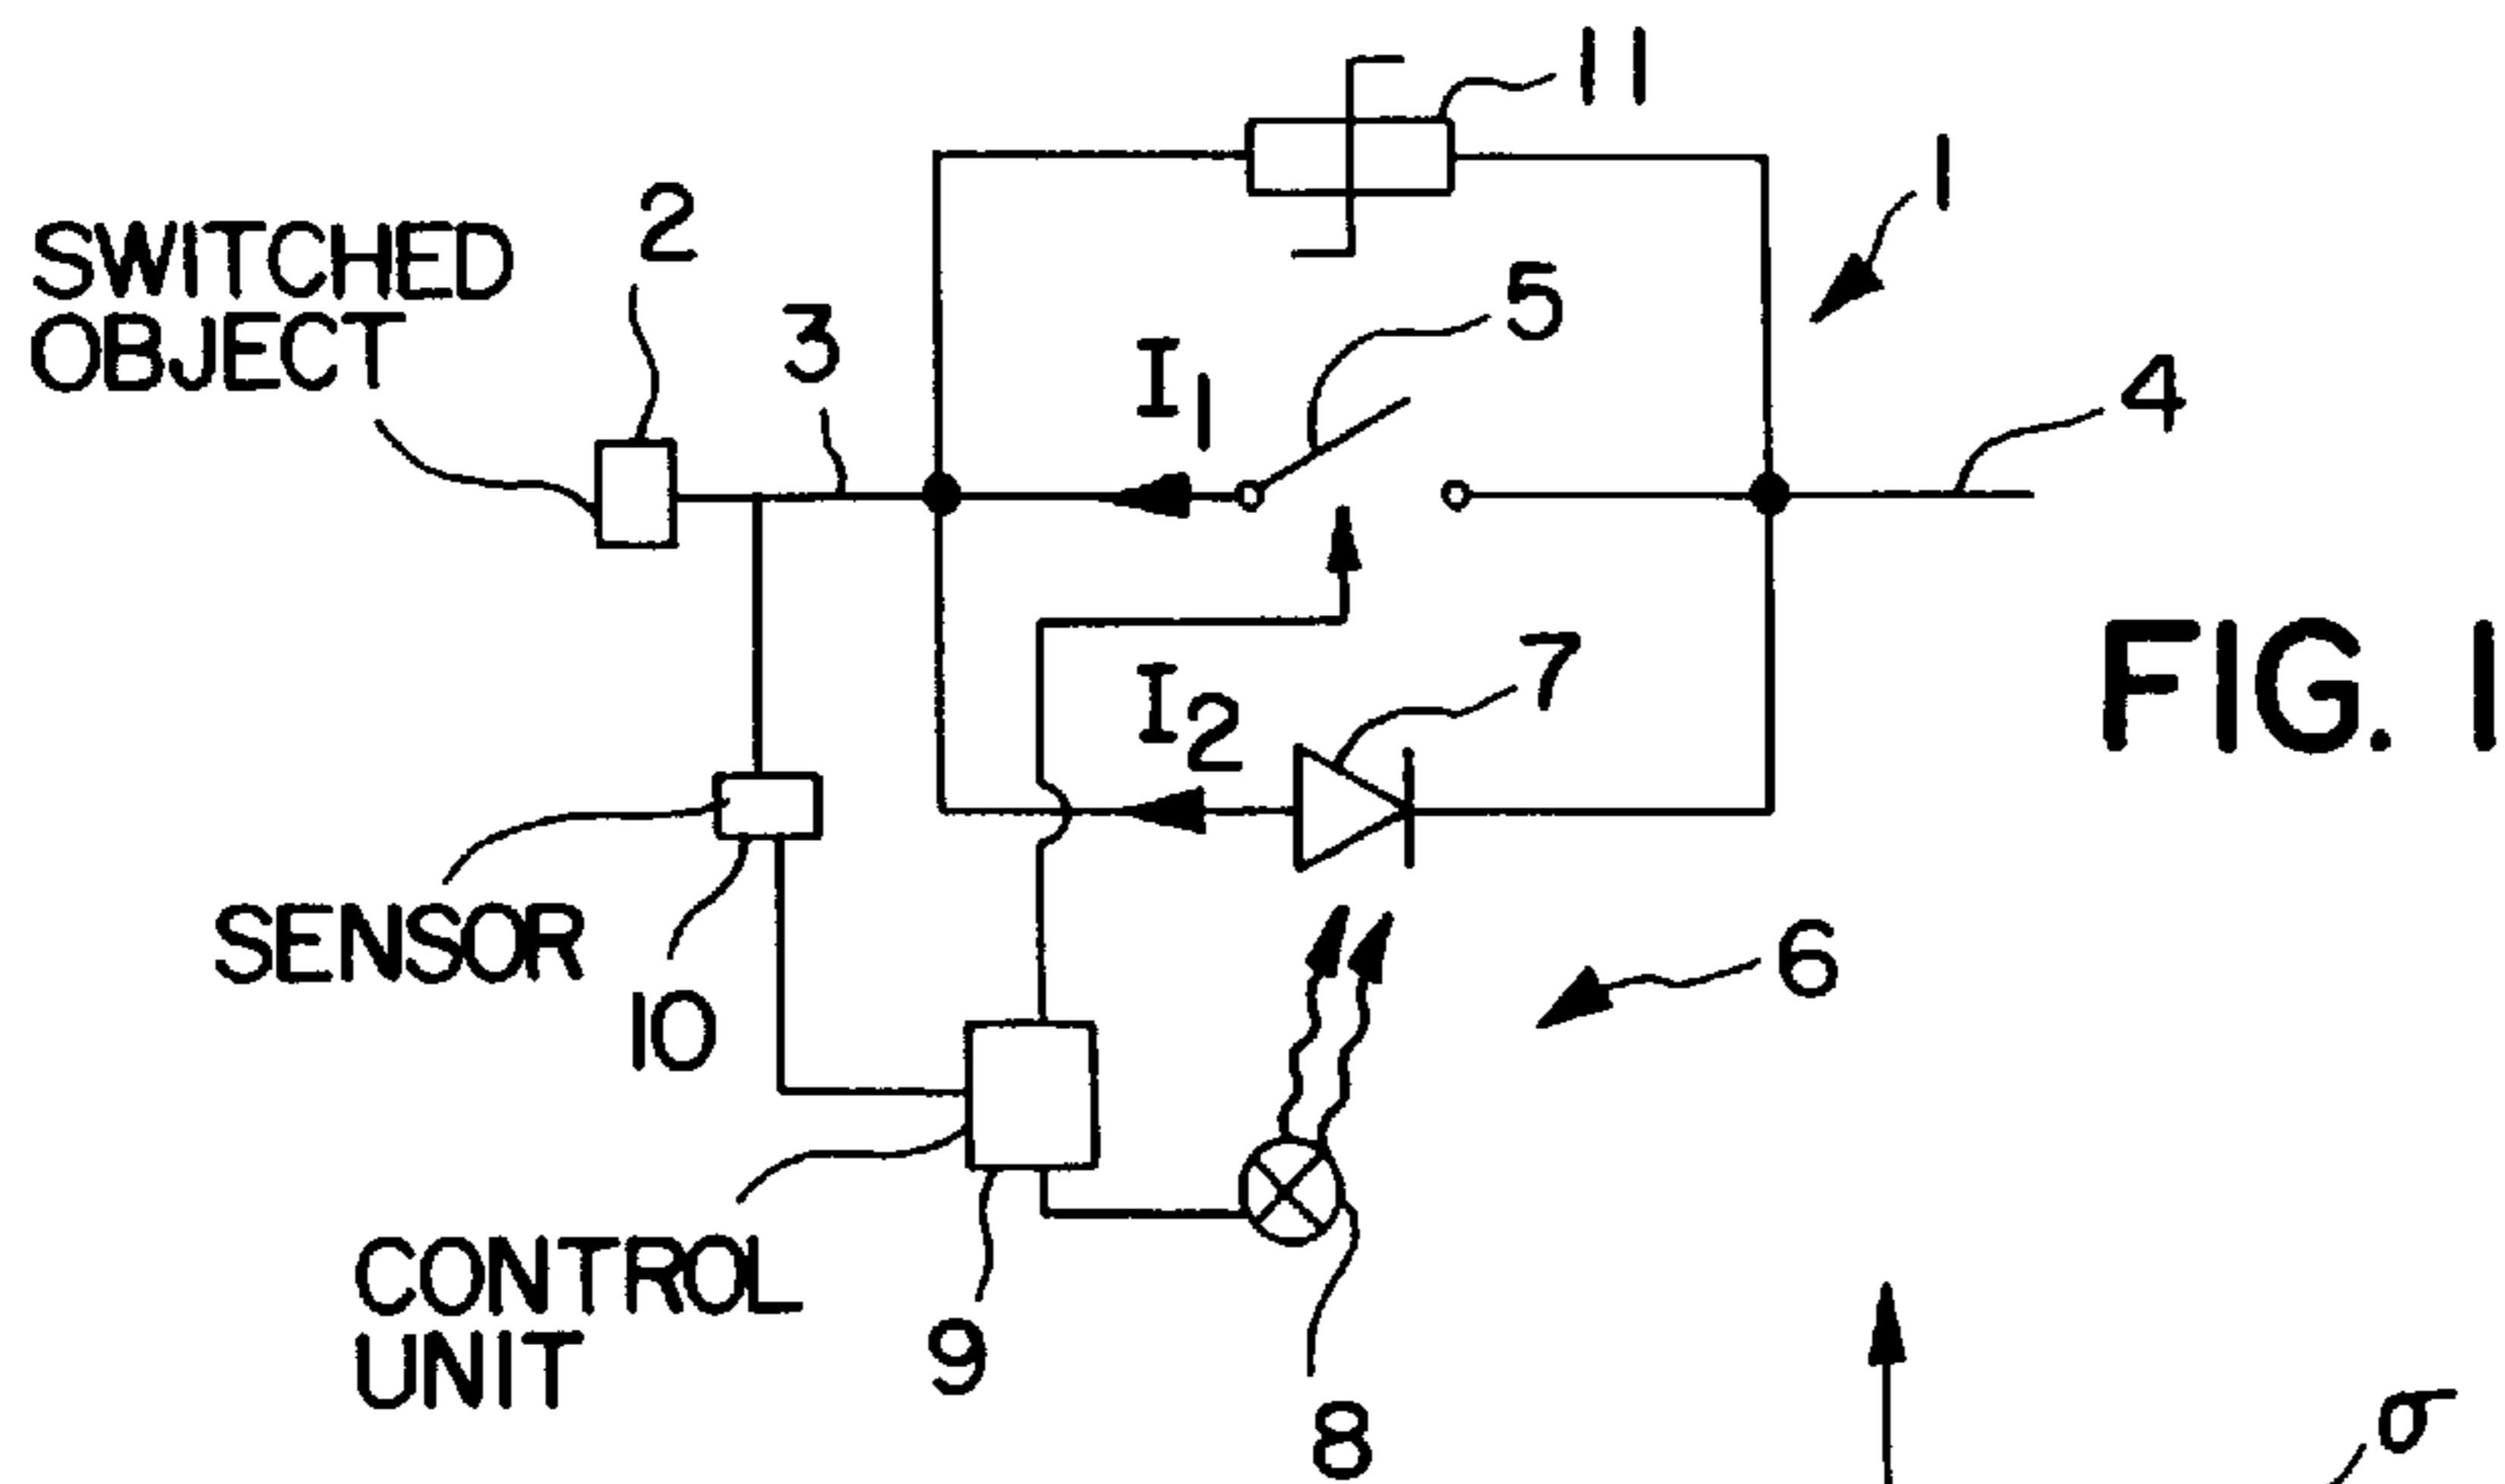 11
1
2
SWITCHED
OBJECT
3
5
I1
4
FIG. 1
7
I2
6
SENSOR
10
CONTROL
UNIT
9
8
σ